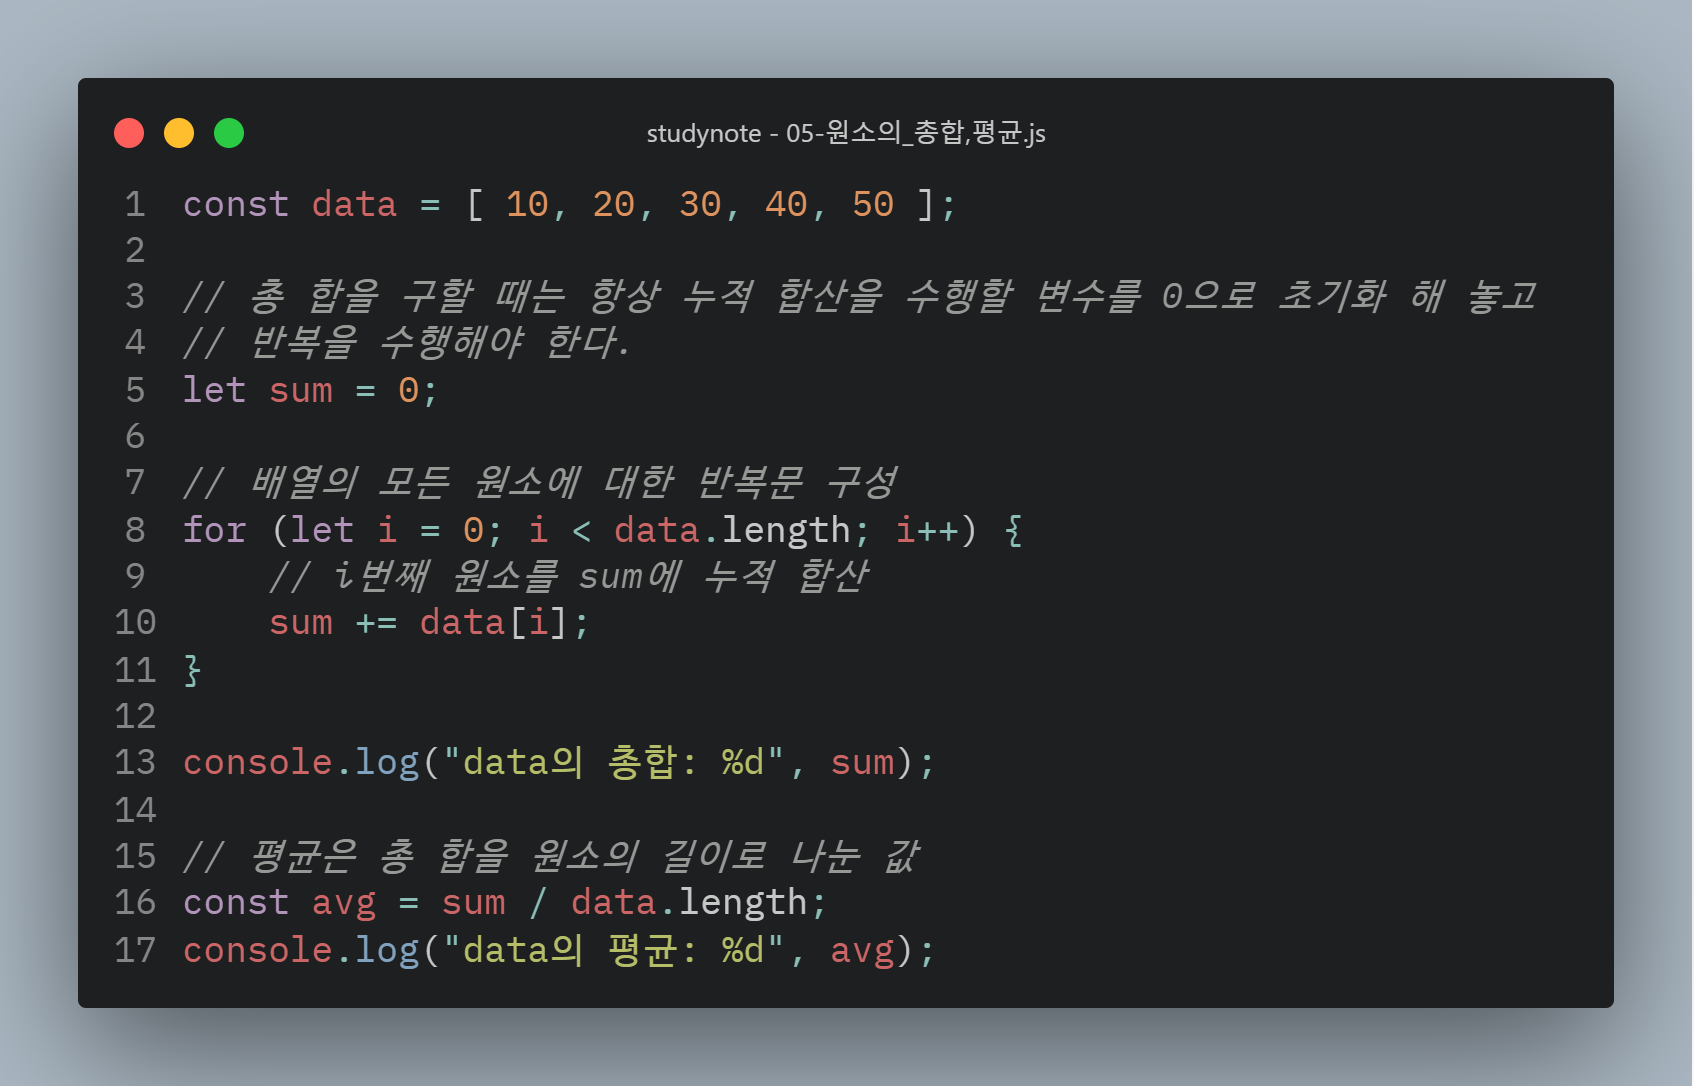 studynote - 05-원소의_총합,평균.js
1 const data = [ 10, 20, 30, 40, 50 ];
2
3 // 총 합을 구할 때는 항상 누적 합산을 수행할 변수를 0으로 초기화 해 놓고
4 // 반복을 수행해야 한다.
5 let sum = 0;
6
7 // 배열의 모든 원소에 대한 반복문 구성
8 for (let i = 0; i < data.length; i++) {
9     // i번째 원소를 sum에 누적 합산
10     sum += data[i];
11 }
12
13 console.log("data의 총합: %d", sum);
14
15 // 평균은 총 합을 원소의 길이로 나눈 값
16 const avg = sum / data.length;
17 console.log("data의 평균: %d", avg);